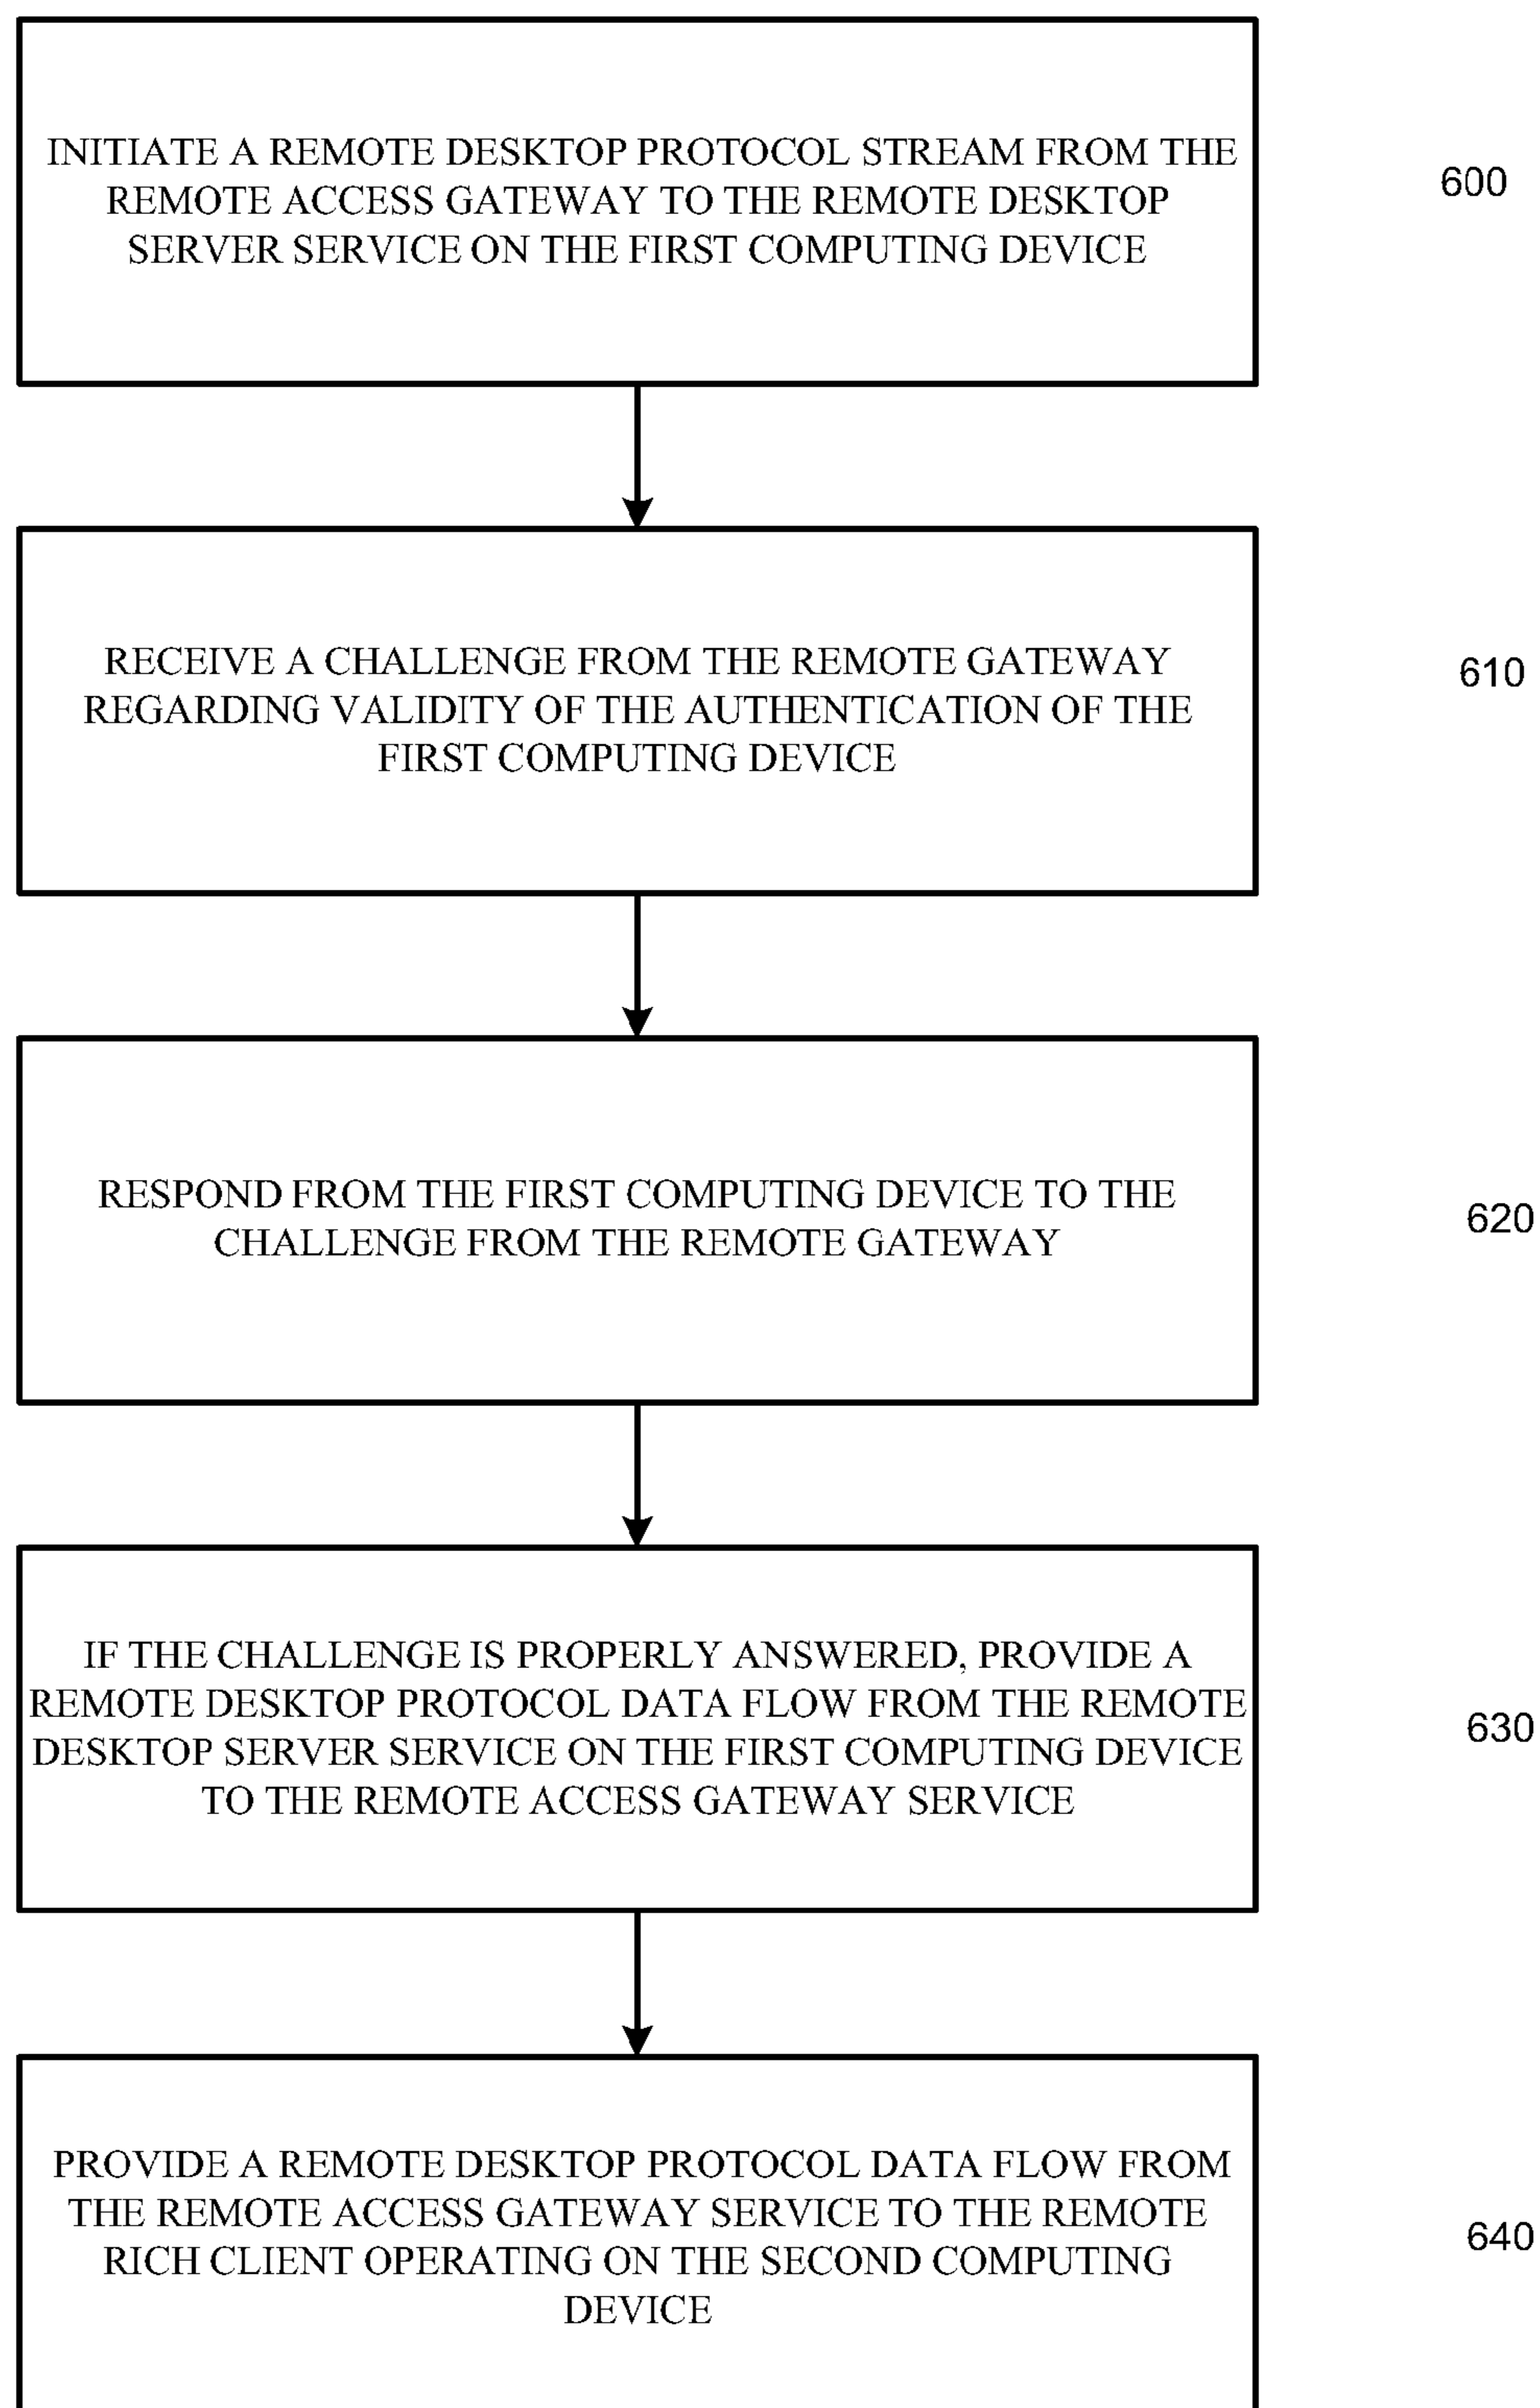 INITIATE A REMOTE DESKTOP PROTOCOL STREAM FROM THE
REMOTE ACCESS GATEWAY TO THE REMOTE DESKTOP
SERVER SERVICE ON THE FIRST COMPUTING DEVICE
600
RECEIVE A CHALLENGE FROM THE REMOTE GATEWAY
REGARDING VALIDITY OF THE AUTHENTICATION OF THE
FIRST COMPUTING DEVICE
610
RESPOND FROM THE FIRST COMPUTING DEVICE TO THE
CHALLENGE FROM THE REMOTE GATEWAY
620
IF THE CHALLENGE IS PROPERLY ANSWERED, PROVIDE A
REMOTE DESKTOP PROTOCOL DATA FLOW FROM THE REMOTE
DESKTOP SERVER SERVICE ON THE FIRST COMPUTING DEVICE
TO THE REMOTE ACCESS GATEWAY SERVICE
630
PROVIDE A REMOTE DESKTOP PROTOCOL DATA FLOW FROM
THE REMOTE ACCESS GATEWAY SERVICE TO THE REMOTE
RICH CLIENT OPERATING ON THE SECOND COMPUTING
DEVICE
640